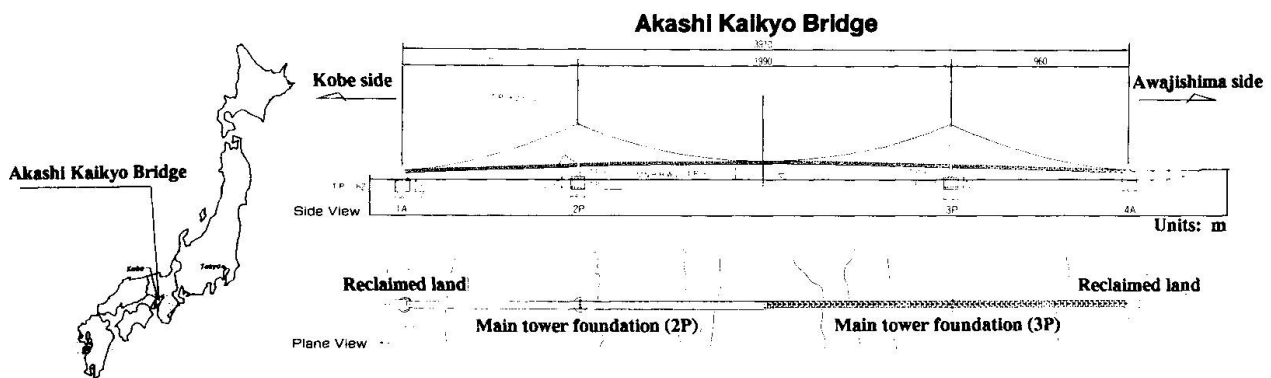 Akashi Kaikyo Bridge
3910
1990
960
Kobe side
Awajishima side
Akashi Kaikyo Bridge
Side View
1A
2P
3P
4A
Units: m
Kobe
Tokyo
Reclaimed land
Reclaimed land
Main tower foundation (2P)
Main tower foundation (3P)
Plane View